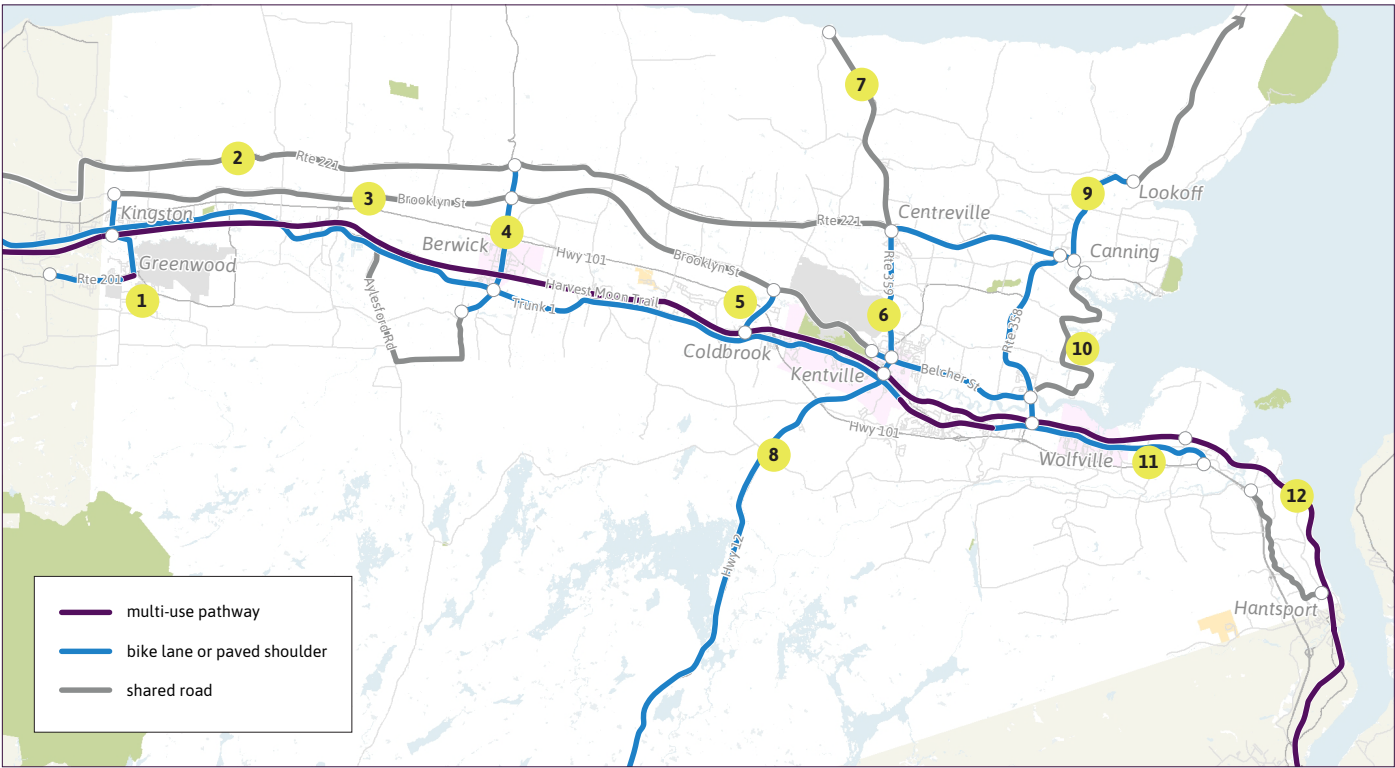 7
2
Rte 221
3
Brooklyn St
9
Lookoff
Kingston
Centreville
Rte 221
4
Berwick
Hwy 101
Canning
Greenwood
Brooklyn St
Rte 359
Rte 201
1
Harvest Moon Trail
5
Trunk 1
6
Aylesford Rd
Rte 358
Coldbrook
10
Kentville
Belcher St
Hwy 101
8
Wolfville
11
12
Hwy 12
multi-use pathway
Hantsport
bike lane or paved shoulder
shared road